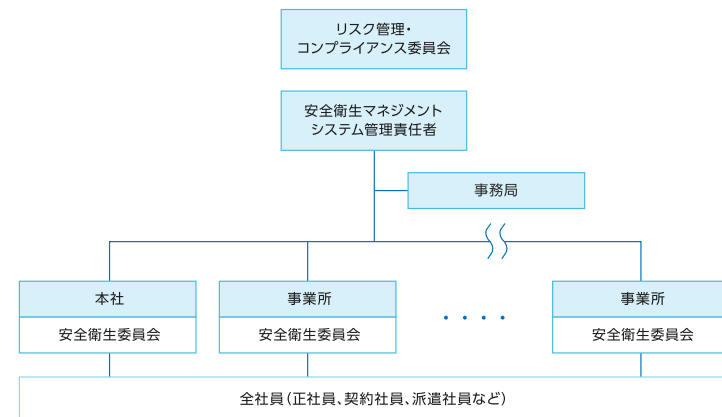 リスク管理・
コンプライアンス委員会
安全衛生マネジメント
システム管理責任者
事務局
本社
事業所
事業所
安全衛生委員会
安全衛生委員会
安全衛生委員会
全社員（正社員、契約社員、派遣社員など）